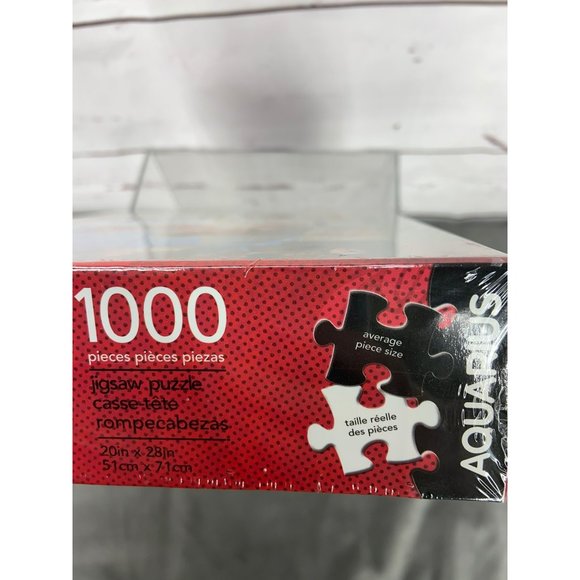 1000
pieces pièces piezas
jigsaw puzzle
casse-tête
rompecabezas
20in x 28in
51cm x 71cm
average
piece size
taille réelle
des pièces
AQUARIUS